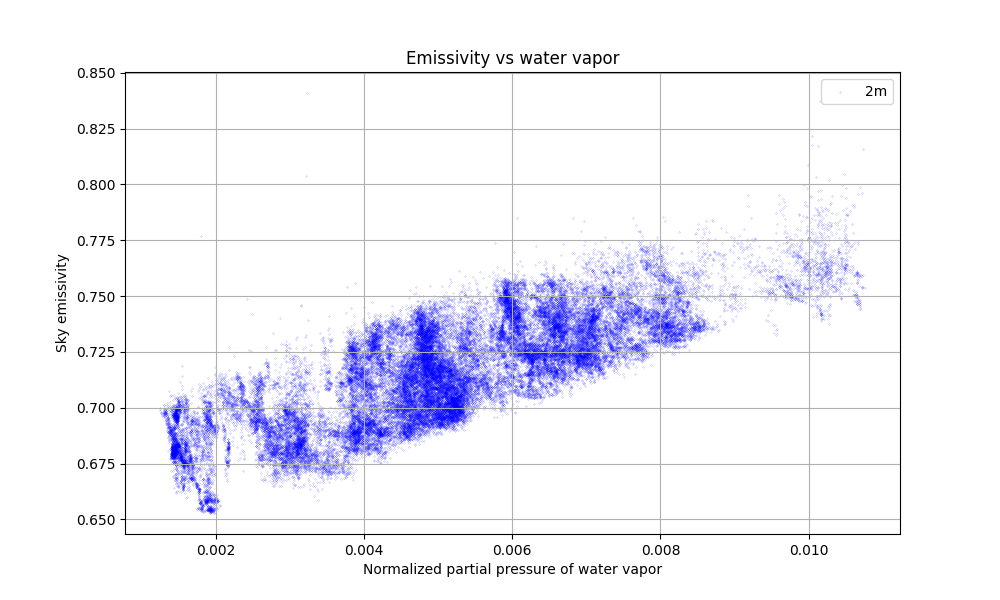 Emissivity vs water vapor
0.850
0.825
0.800
0.775
0.750
0.725
0.700
0.675
0.650
Sky emissivity
2m
0.002 0.004 0.006 0.008 0.010
Normalized partial pressure of water vapor